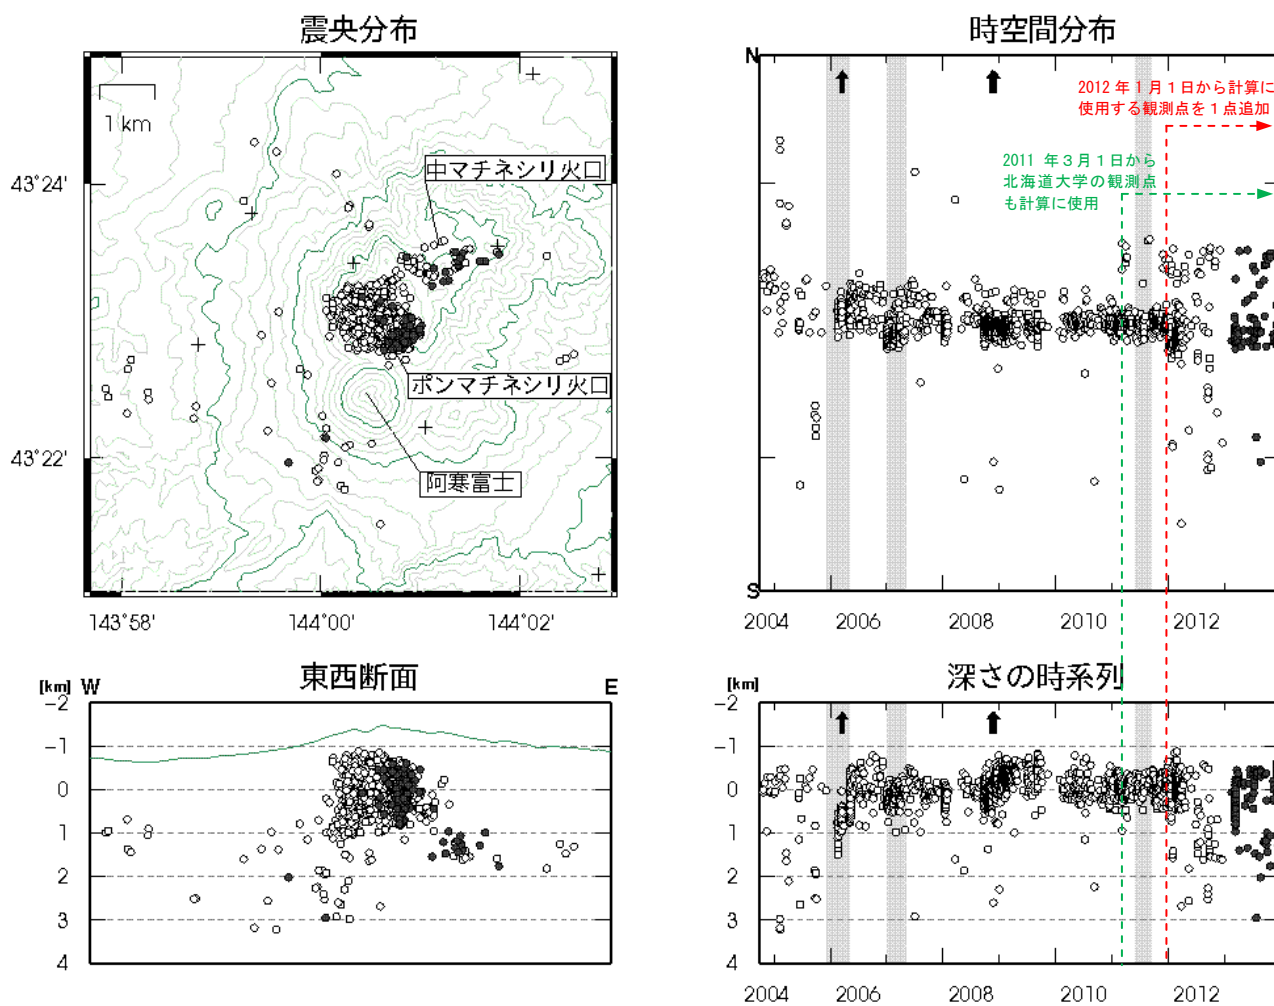 震央分布
1 km
中マチネシリ火口
43°24'
ポンマチネシリ火口
43°22'
阿寒富士
143°58'
144°00'
144°02'
時空間分布
N
2012 年 1 月 1 日から計算に
使用する観測点を 1 点追加
2011 年 3 月 1 日から
北海道大学の観測点
も計算に使用
S
2004
2006
2008
2010
2012
東西断面
[km]
W
E
-2
-1
0
1
2
3
4
深さの時系列
[km]
-2
-1
0
1
2
3
4
2004
2006
2008
2010
2012